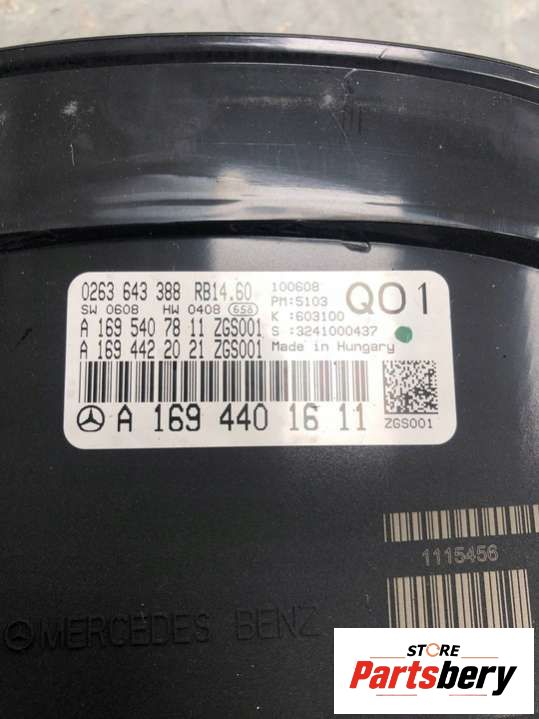 0263 643 388 RB14.60
SW 0608 HW 0408 656
A 169 540 78 11 ZGS001
A 169 442 20 21 ZGS001
100608
PM:5103
K :603100
S :3241000437
Made in Hungary
Q01
A 169 440 16 11
ZGS001
1115456
MERCEDES BENZ
STORE
Partsbery